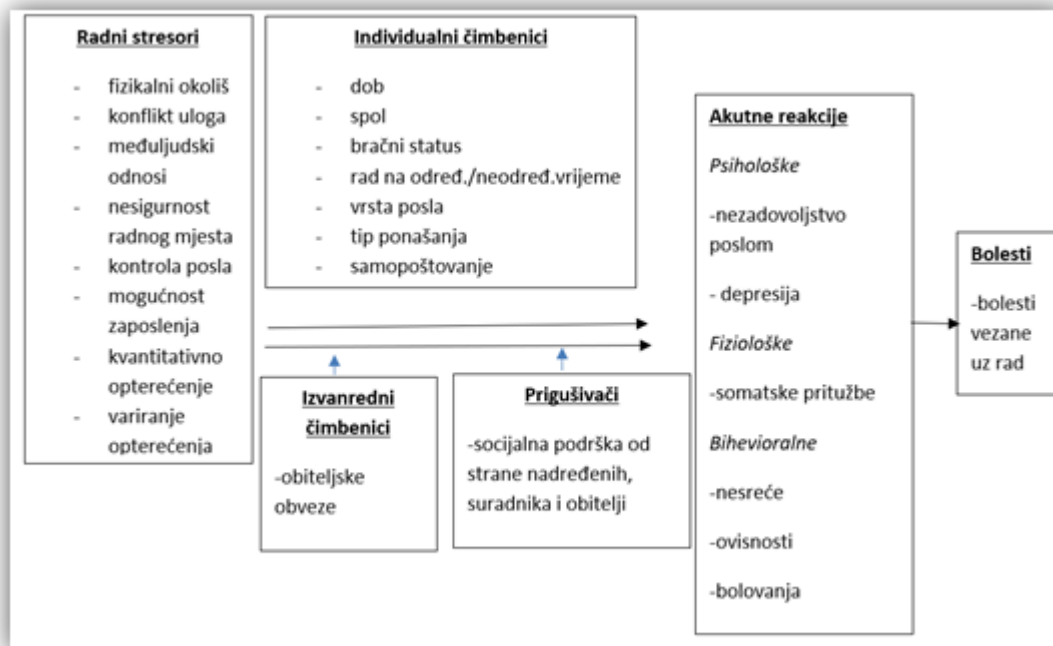 Radni stresori
- fizikalni okoliš
- konflikt uloga
- međuljudski
odnosi
- nesigurnost
radnog mjesta
- kontrola posla
- mogućnost
zaposlenja
- kvantitativno
opterećenje
- variranje
opterećenja
Individualni čimbenici
- dob
- spol
- bračni status
- rad na određ./neodređ.vrijeme
- vrsta posla
- tip ponašanja
- samopoštovanje
Izvanredni
čimbenici
-obiteljske
obveze
Prigušivači
-socijalna podrška od
strane nadređenih,
suradnika i obitelji
Akutne reakcije
Psihološke
-nezadovoljstvo
poslom
- depresija
Fiziološke
-somatske pritužbe
Bihevioralne
-nesreće
-ovisnosti
-bolovanja
Bolesti
-bolesti
vezane
uz rad